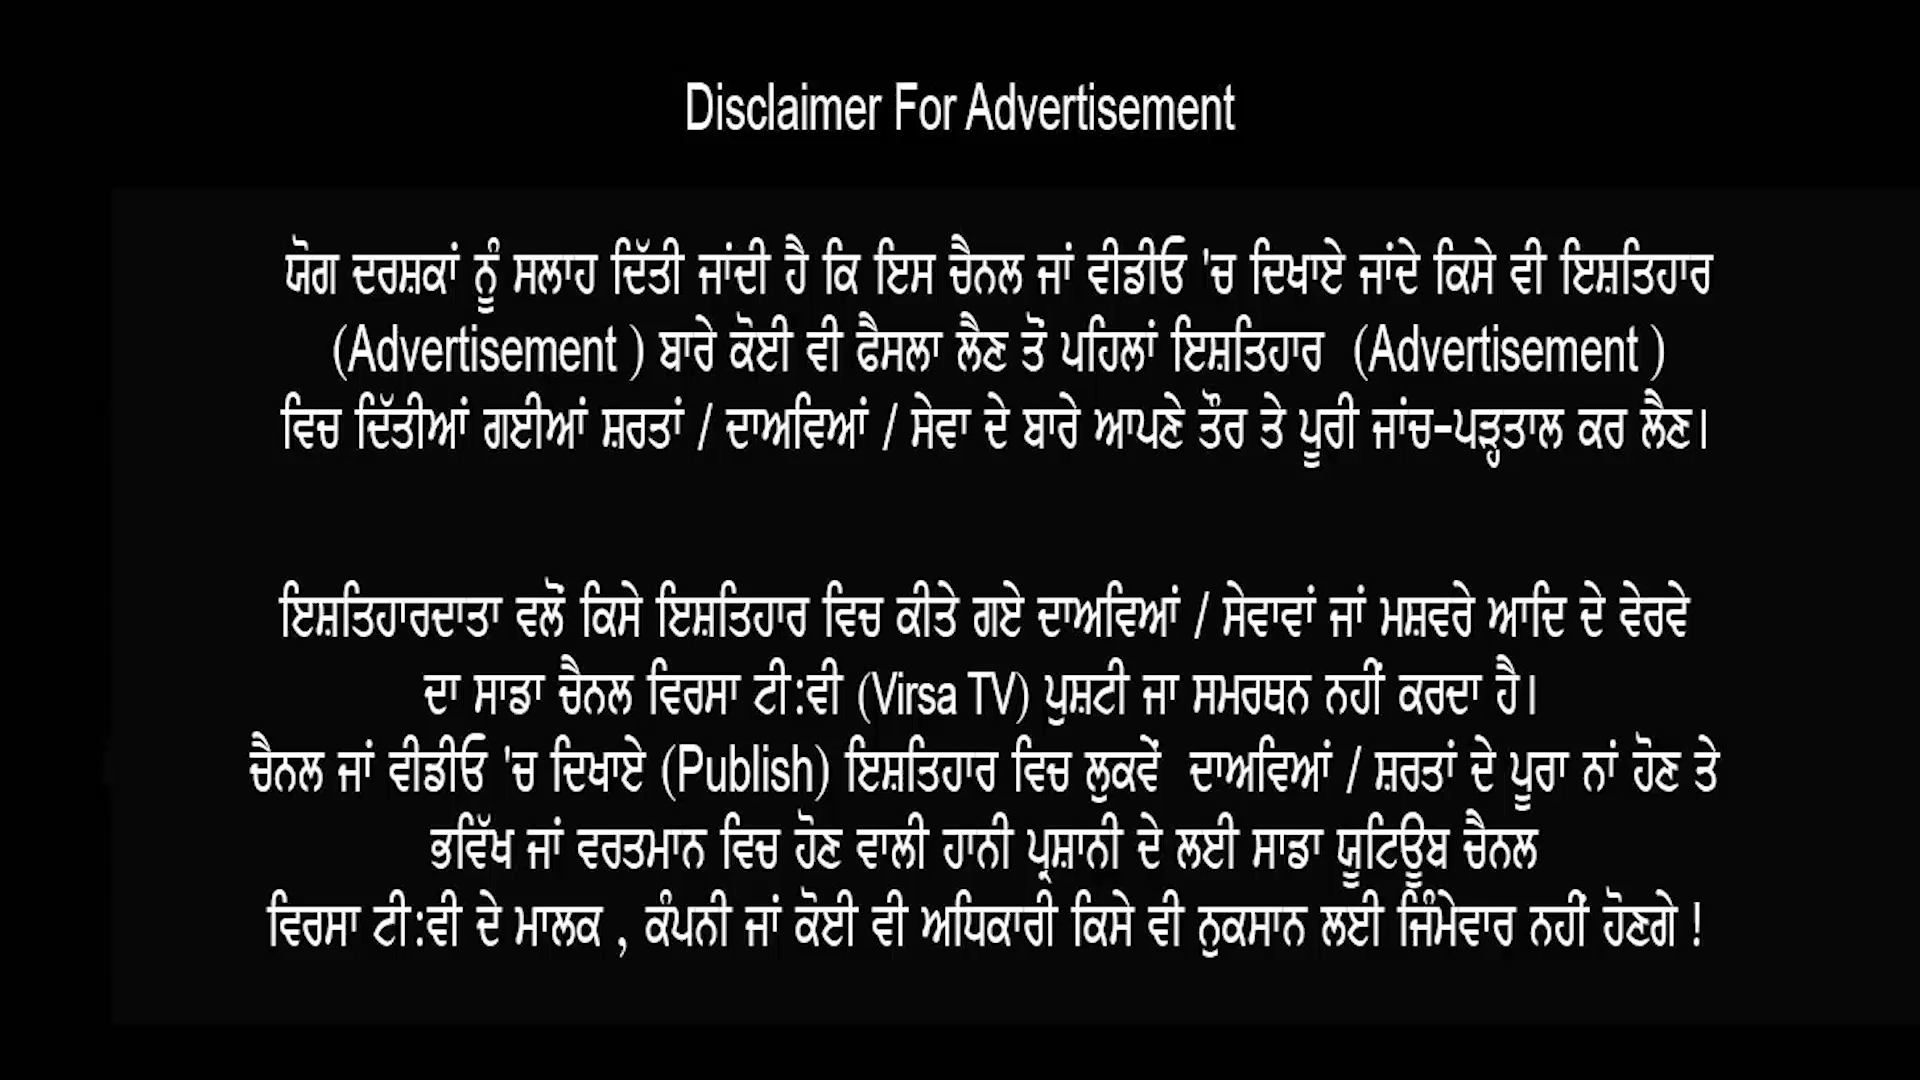 Disclaimer For Advertisement
ਯੋਗ ਦਰਸ਼ਕਾਂ ਨੂੰ ਸਲਾਹ ਦਿੱਤੀ ਜਾਂਦੀ ਹੈ ਕਿ ਇਸ ਚੈਨਲ ਜਾਂ ਵੀਡੀਓ 'ਚ ਦਿਖਾਏ ਜਾਂਦੇ ਕਿਸੇ ਵੀ ਇਸ਼ਤਿਹਾਰ
(Advertisement ) ਬਾਰੇ ਕੋਈ ਵੀ ਫੈਸਲਾ ਲੈਣ ਤੋਂ ਪਹਿਲਾਂ ਇਸ਼ਤਿਹਾਰ (Advertisement )
ਵਿਚ ਦਿੱਤੀਆਂ ਗਈਆਂ ਸ਼ਰਤਾਂ / ਦਾਅਵਿਆਂ / ਸੇਵਾ ਦੇ ਬਾਰੇ ਆਪਣੇ ਤੌਰ ਤੇ ਪੂਰੀ ਜਾਂਚ-ਪੜ੍ਹਤਾਲ ਕਰ ਲੈਣ।
ਇਸ਼ਤਿਹਾਰਦਾਤਾ ਵਲੋਂ ਕਿਸੇ ਇਸ਼ਤਿਹਾਰ ਵਿਚ ਕੀਤੇ ਗਏ ਦਾਅਵਿਆਂ / ਸੇਵਾਵਾਂ ਜਾਂ ਮਸ਼ਵਰੇ ਆਦਿ ਦੇ ਵੇਰਵੇ
ਦਾ ਸਾਡਾ ਚੈਨਲ ਵਿਰਸਾ ਟੀ:ਵੀ (Virsa TV) ਪੁਸ਼ਟੀ ਜਾ ਸਮਰਥਨ ਨਹੀਂ ਕਰਦਾ ਹੈ।
ਚੈਨਲ ਜਾਂ ਵੀਡੀਓ 'ਚ ਦਿਖਾਏ (Publish) ਇਸ਼ਤਿਹਾਰ ਵਿਚ ਲੁਕਵੇਂ ਦਾਅਵਿਆਂ / ਸ਼ਰਤਾਂ ਦੇ ਪੂਰਾ ਨਾਂ ਹੋਣ ਤੇ
ਭਵਿੱਖ ਜਾਂ ਵਰਤਮਾਨ ਵਿਚ ਹੋਣ ਵਾਲੀ ਹਾਨੀ ਪ੍ਰਸ਼ਾਨੀ ਦੇ ਲਈ ਸਾਡਾ ਯੂਟਿਊਬ ਚੈਨਲ
ਵਿਰਸਾ ਟੀ:ਵੀ ਦੇ ਮਾਲਕ , ਕੰਪਨੀ ਜਾਂ ਕੋਈ ਵੀ ਅਧਿਕਾਰੀ ਕਿਸੇ ਵੀ ਨੁਕਸਾਨ ਲਈ ਜਿੰਮੇਵਾਰ ਨਹੀਂ ਹੋਣਗੇ !